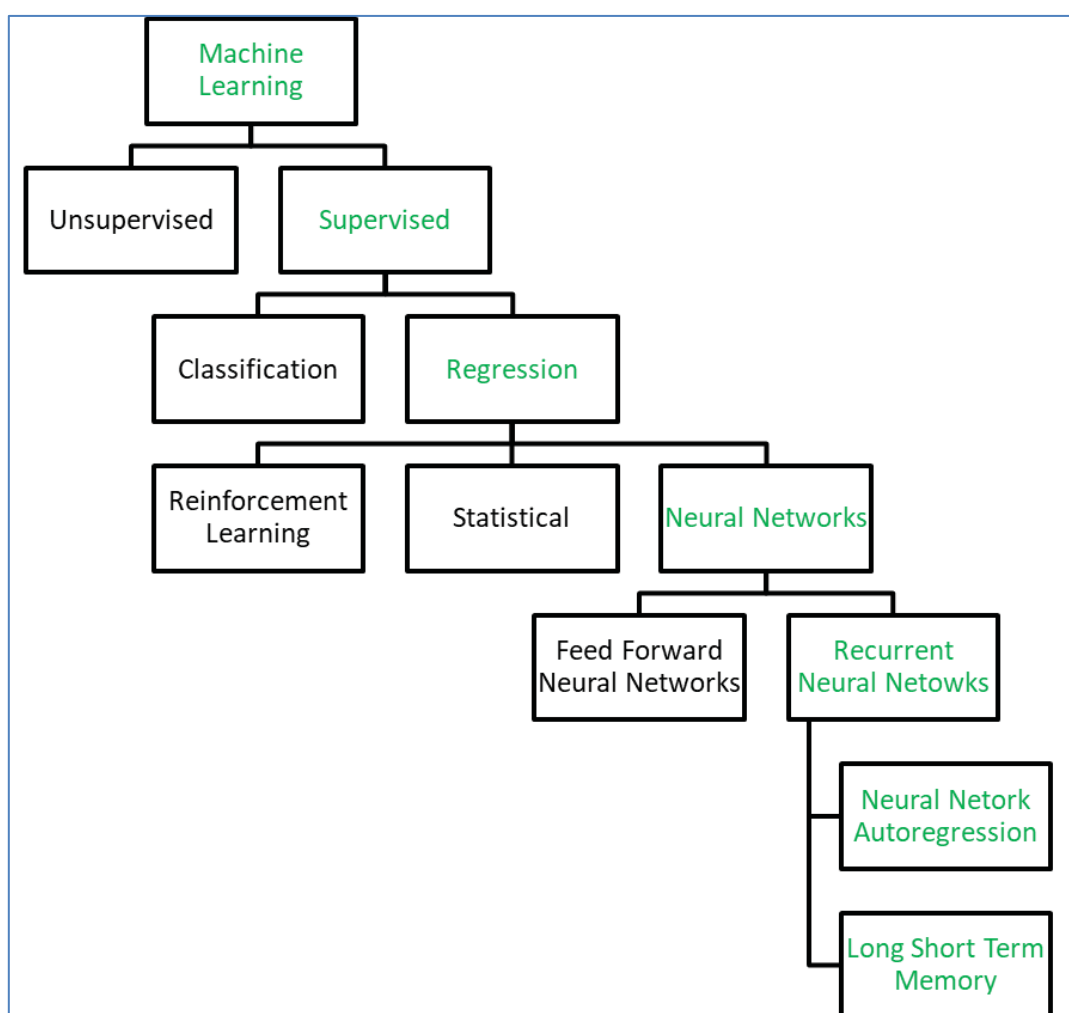 Machine
Learning
Unsupervised
Supervised
Classification
Regression
Reinforcement
Learning
Statistical
Neural Networks
Feed Forward
Neural Networks
Recurrent
Neural Netowks
Neural Netork
Autoregression
Long Short Term
Memory